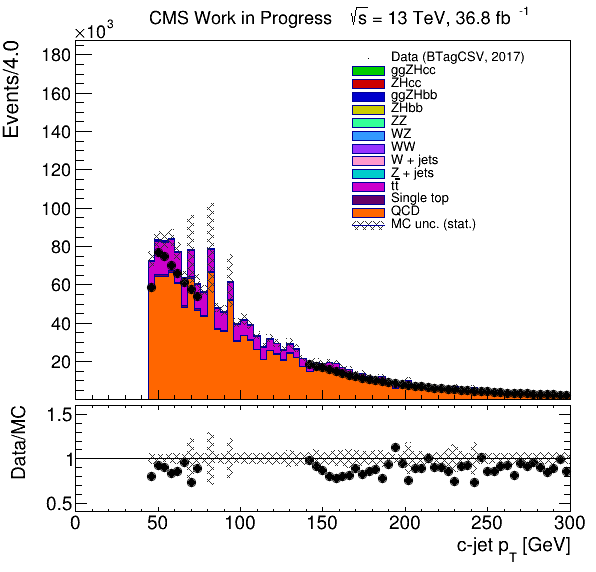 CMS Work in Progress √s = 13 TeV, 36.8 fb⁻¹
×10³
Events/4.0
180
160
140
120
100
80
60
40
20
Data (BTagCSV, 2017)
ggZHcc
ZHcc
ggZHbb
ZHbb
ZZ
WZ
WW
W + jets
Z + jets
tt̅
Single top
QCD
MC unc. (stat.)
Data/MC
1.5
1
0.5
0 50 100 150 200 250 300
c-jet p_T [GeV]